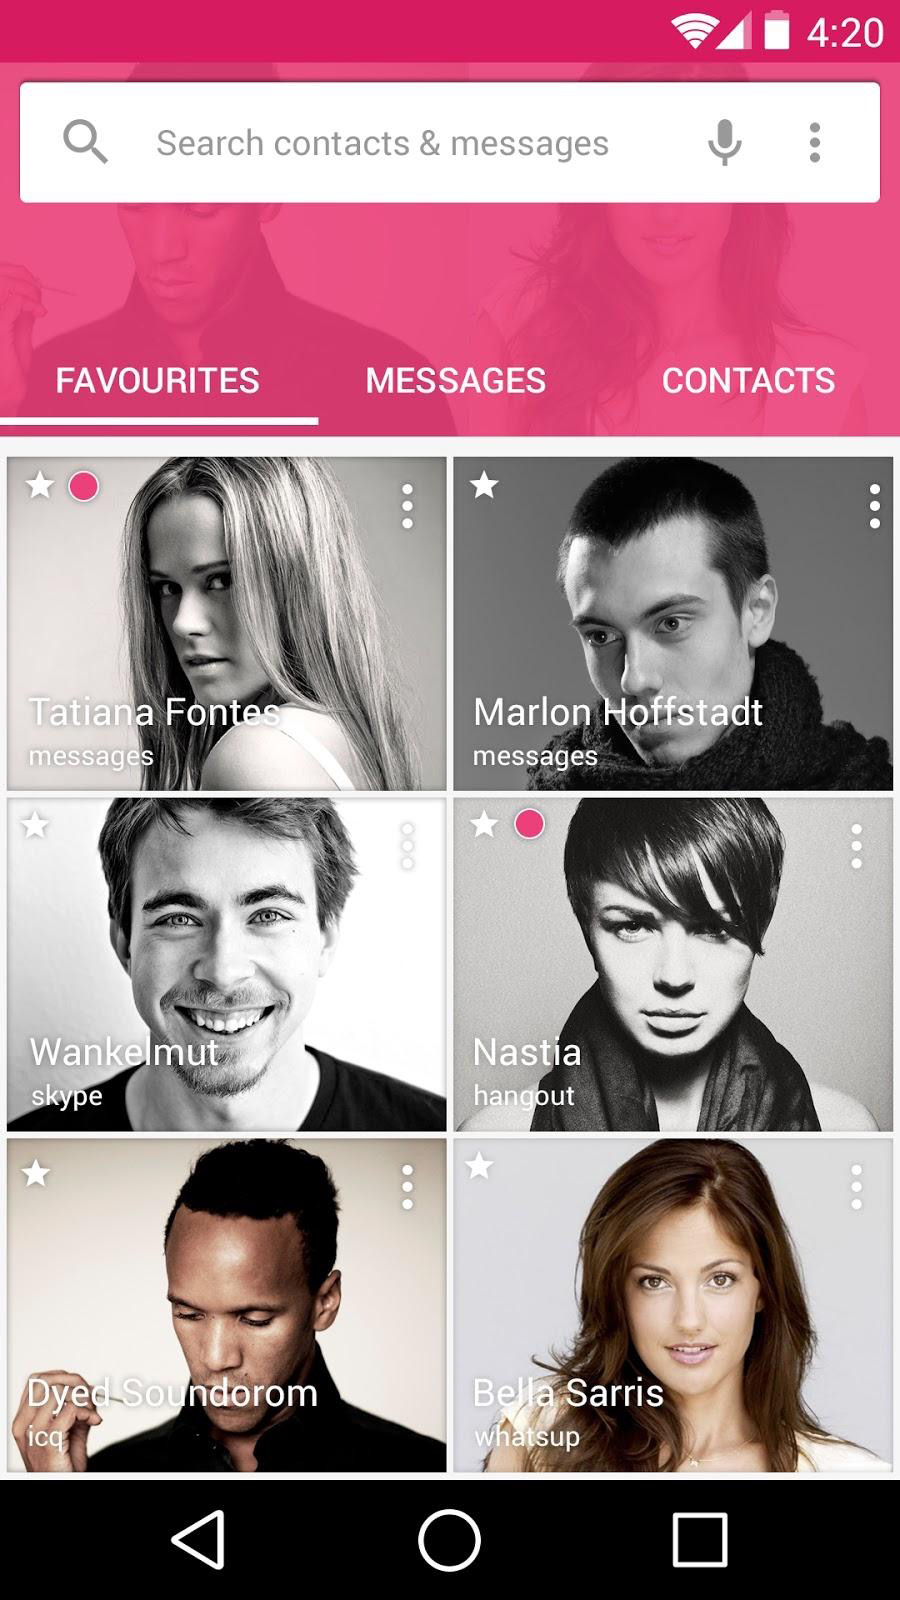 4:20
Search contacts & messages
FAVOURITES MESSAGES CONTACTS
Tatiana Fontes
messages
Marlon Hoffstadt
messages
Wankelmut
skype
Nastia
hangout
Dyed Soundorom
icq
Bella Sarris
whatsup